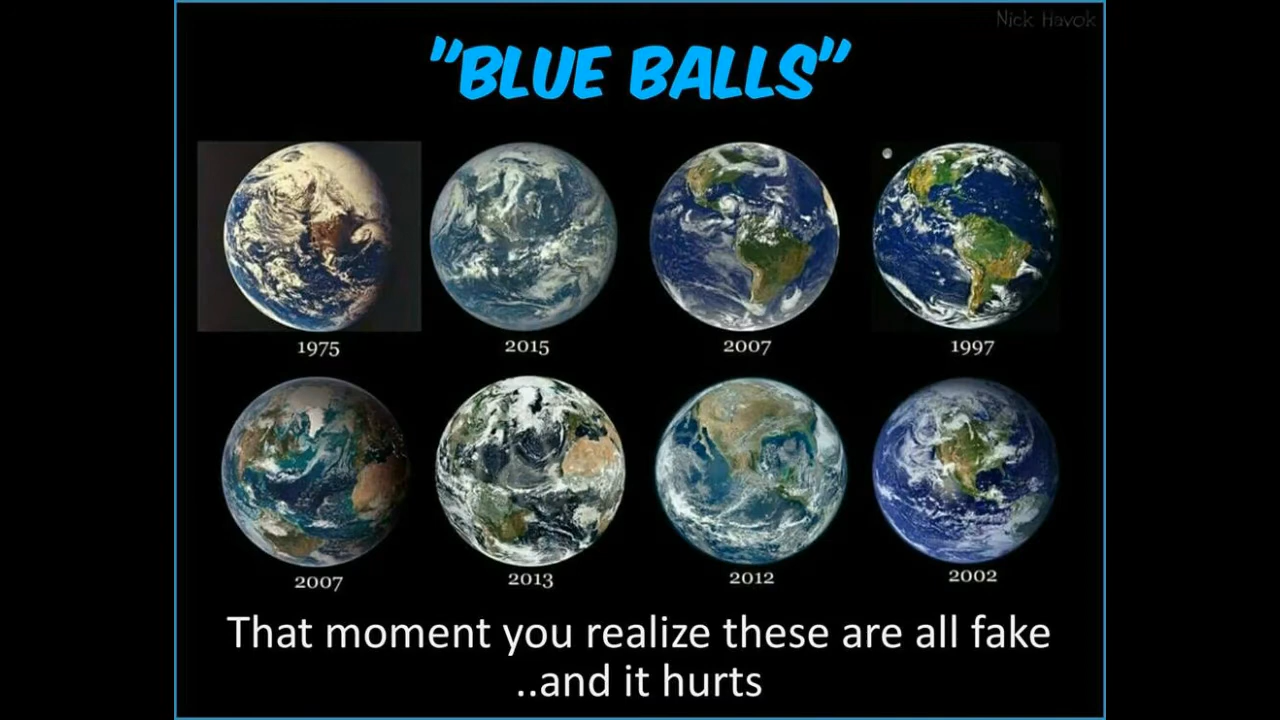 Nick Havok
"BLUE BALLS"
1975
2015
2007
1997
2007
2013
2012
2002
That moment you realize these are all fake
..and it hurts